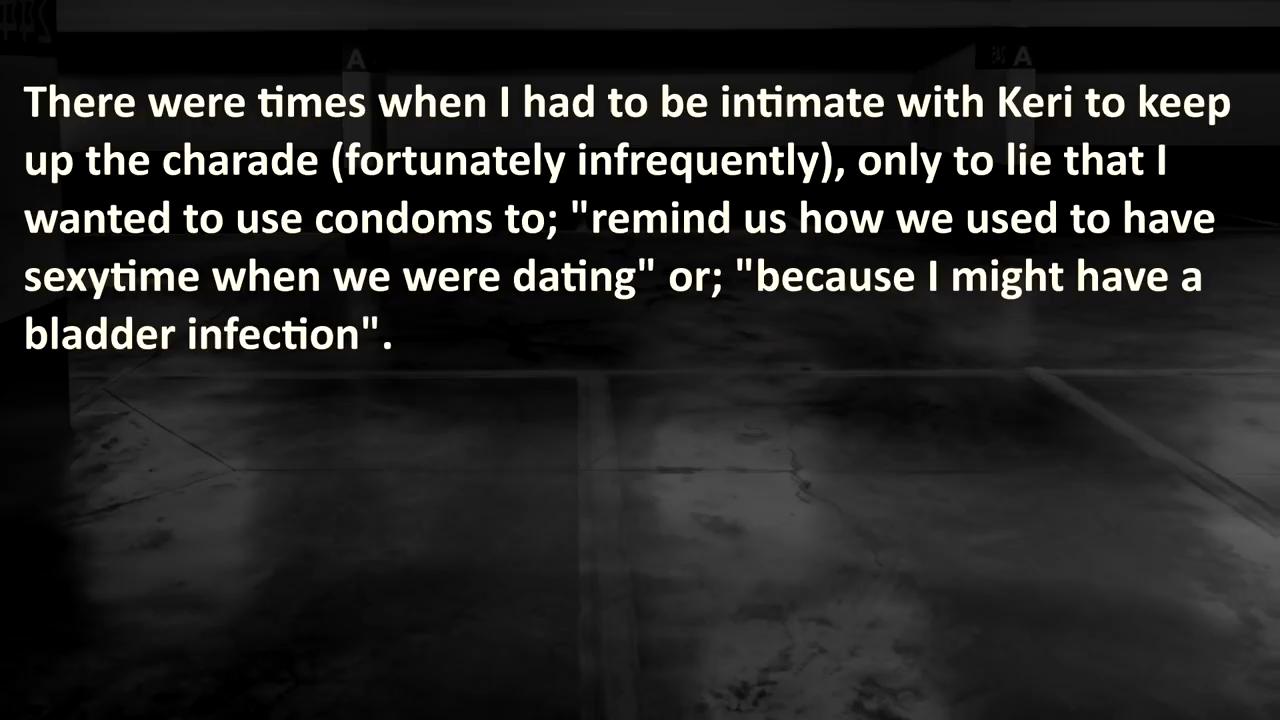 A
A
There were times when I had to be intimate with Keri to keep
up the charade (fortunately infrequently), only to lie that I
wanted to use condoms to; "remind us how we used to have
sexytime when we were dating" or; "because I might have a
bladder infection".